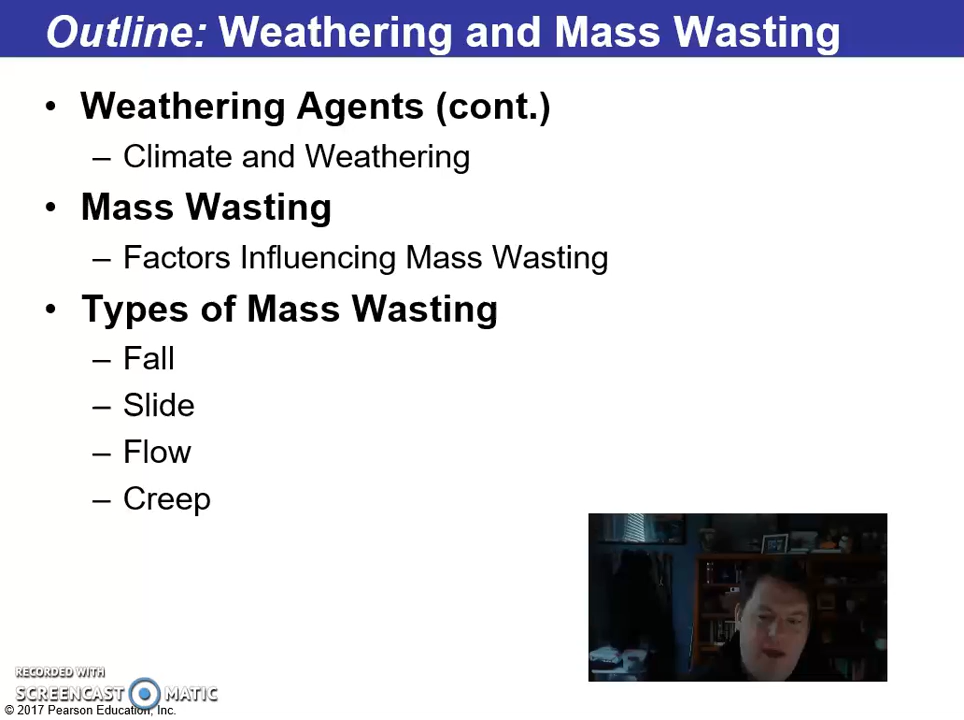 Outline: Weathering and Mass Wasting
• Weathering Agents (cont.)
– Climate and Weathering
• Mass Wasting
– Factors Influencing Mass Wasting
• Types of Mass Wasting
– Fall
– Slide
– Flow
– Creep
RECORDED WITH
SCREENCAST MATIC
© 2017 Pearson Education, Inc.